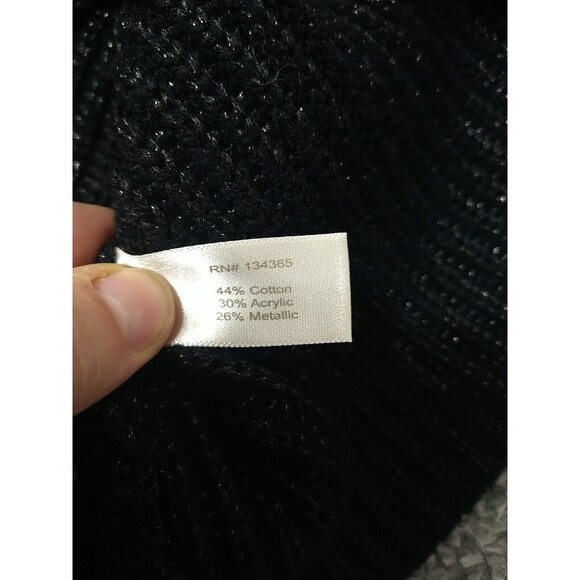 RN# 134365
44% Cotton
30% Acrylic
26% Metallic